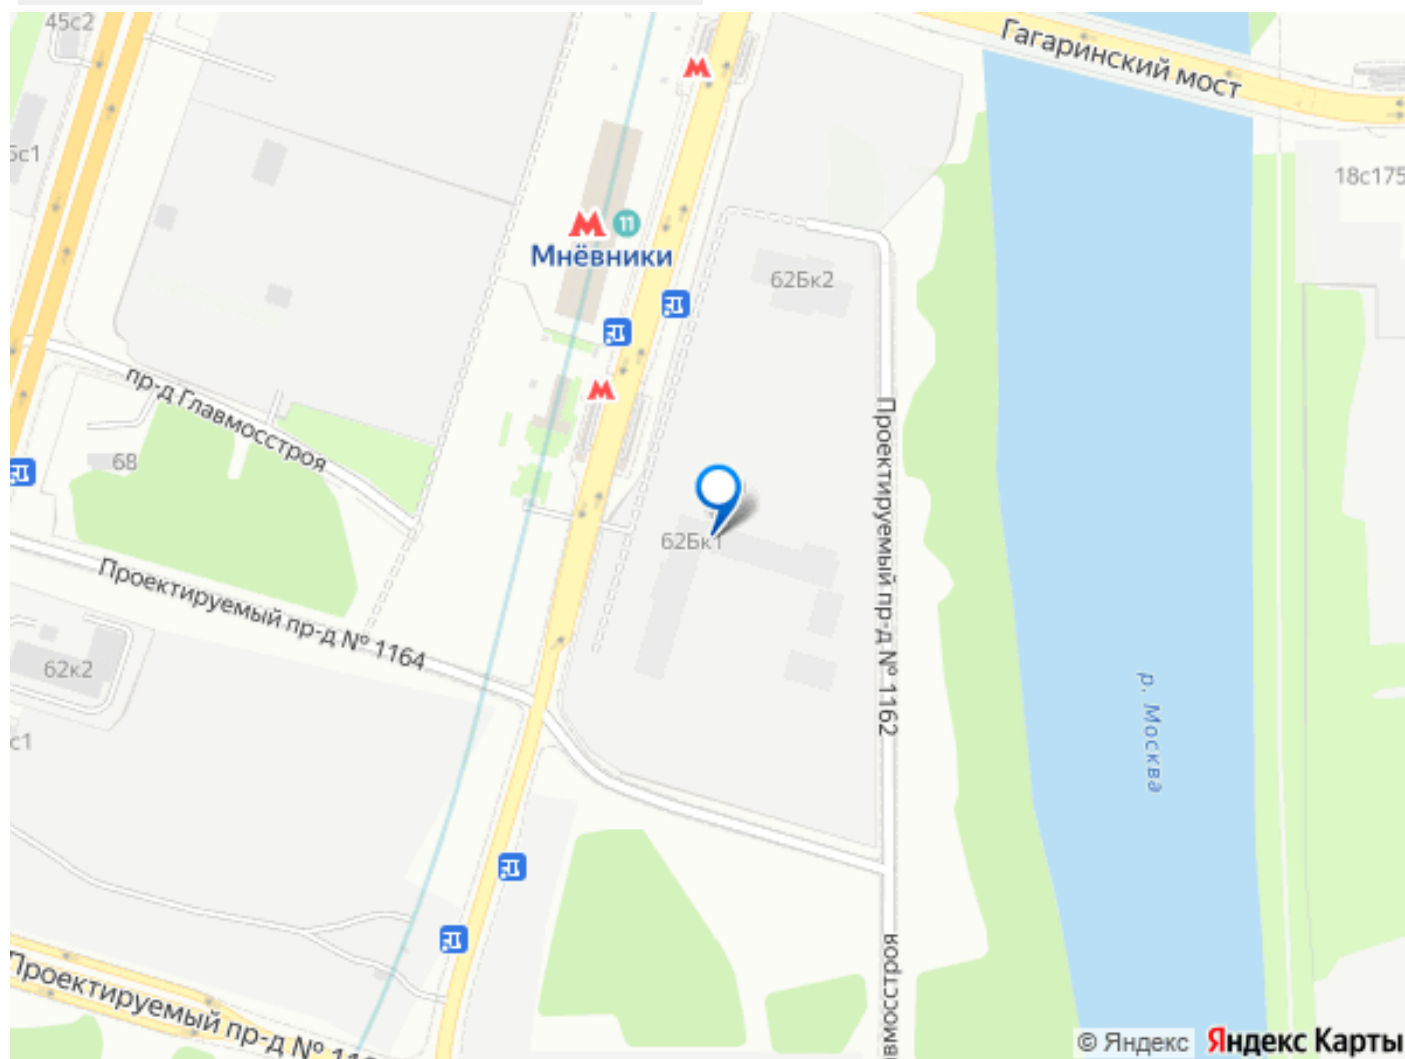 45с2
Гагаринский мост
18с175
11
Мнёвники
62Бк2
пр-д Главмосстроя
68
Проектируемый пр-д № 1162
62Бк1
Проектируемый пр-д № 1164
62к2
с1
р. Москва
Проектируемый пр-д №
© Яндекс Яндекс Карты